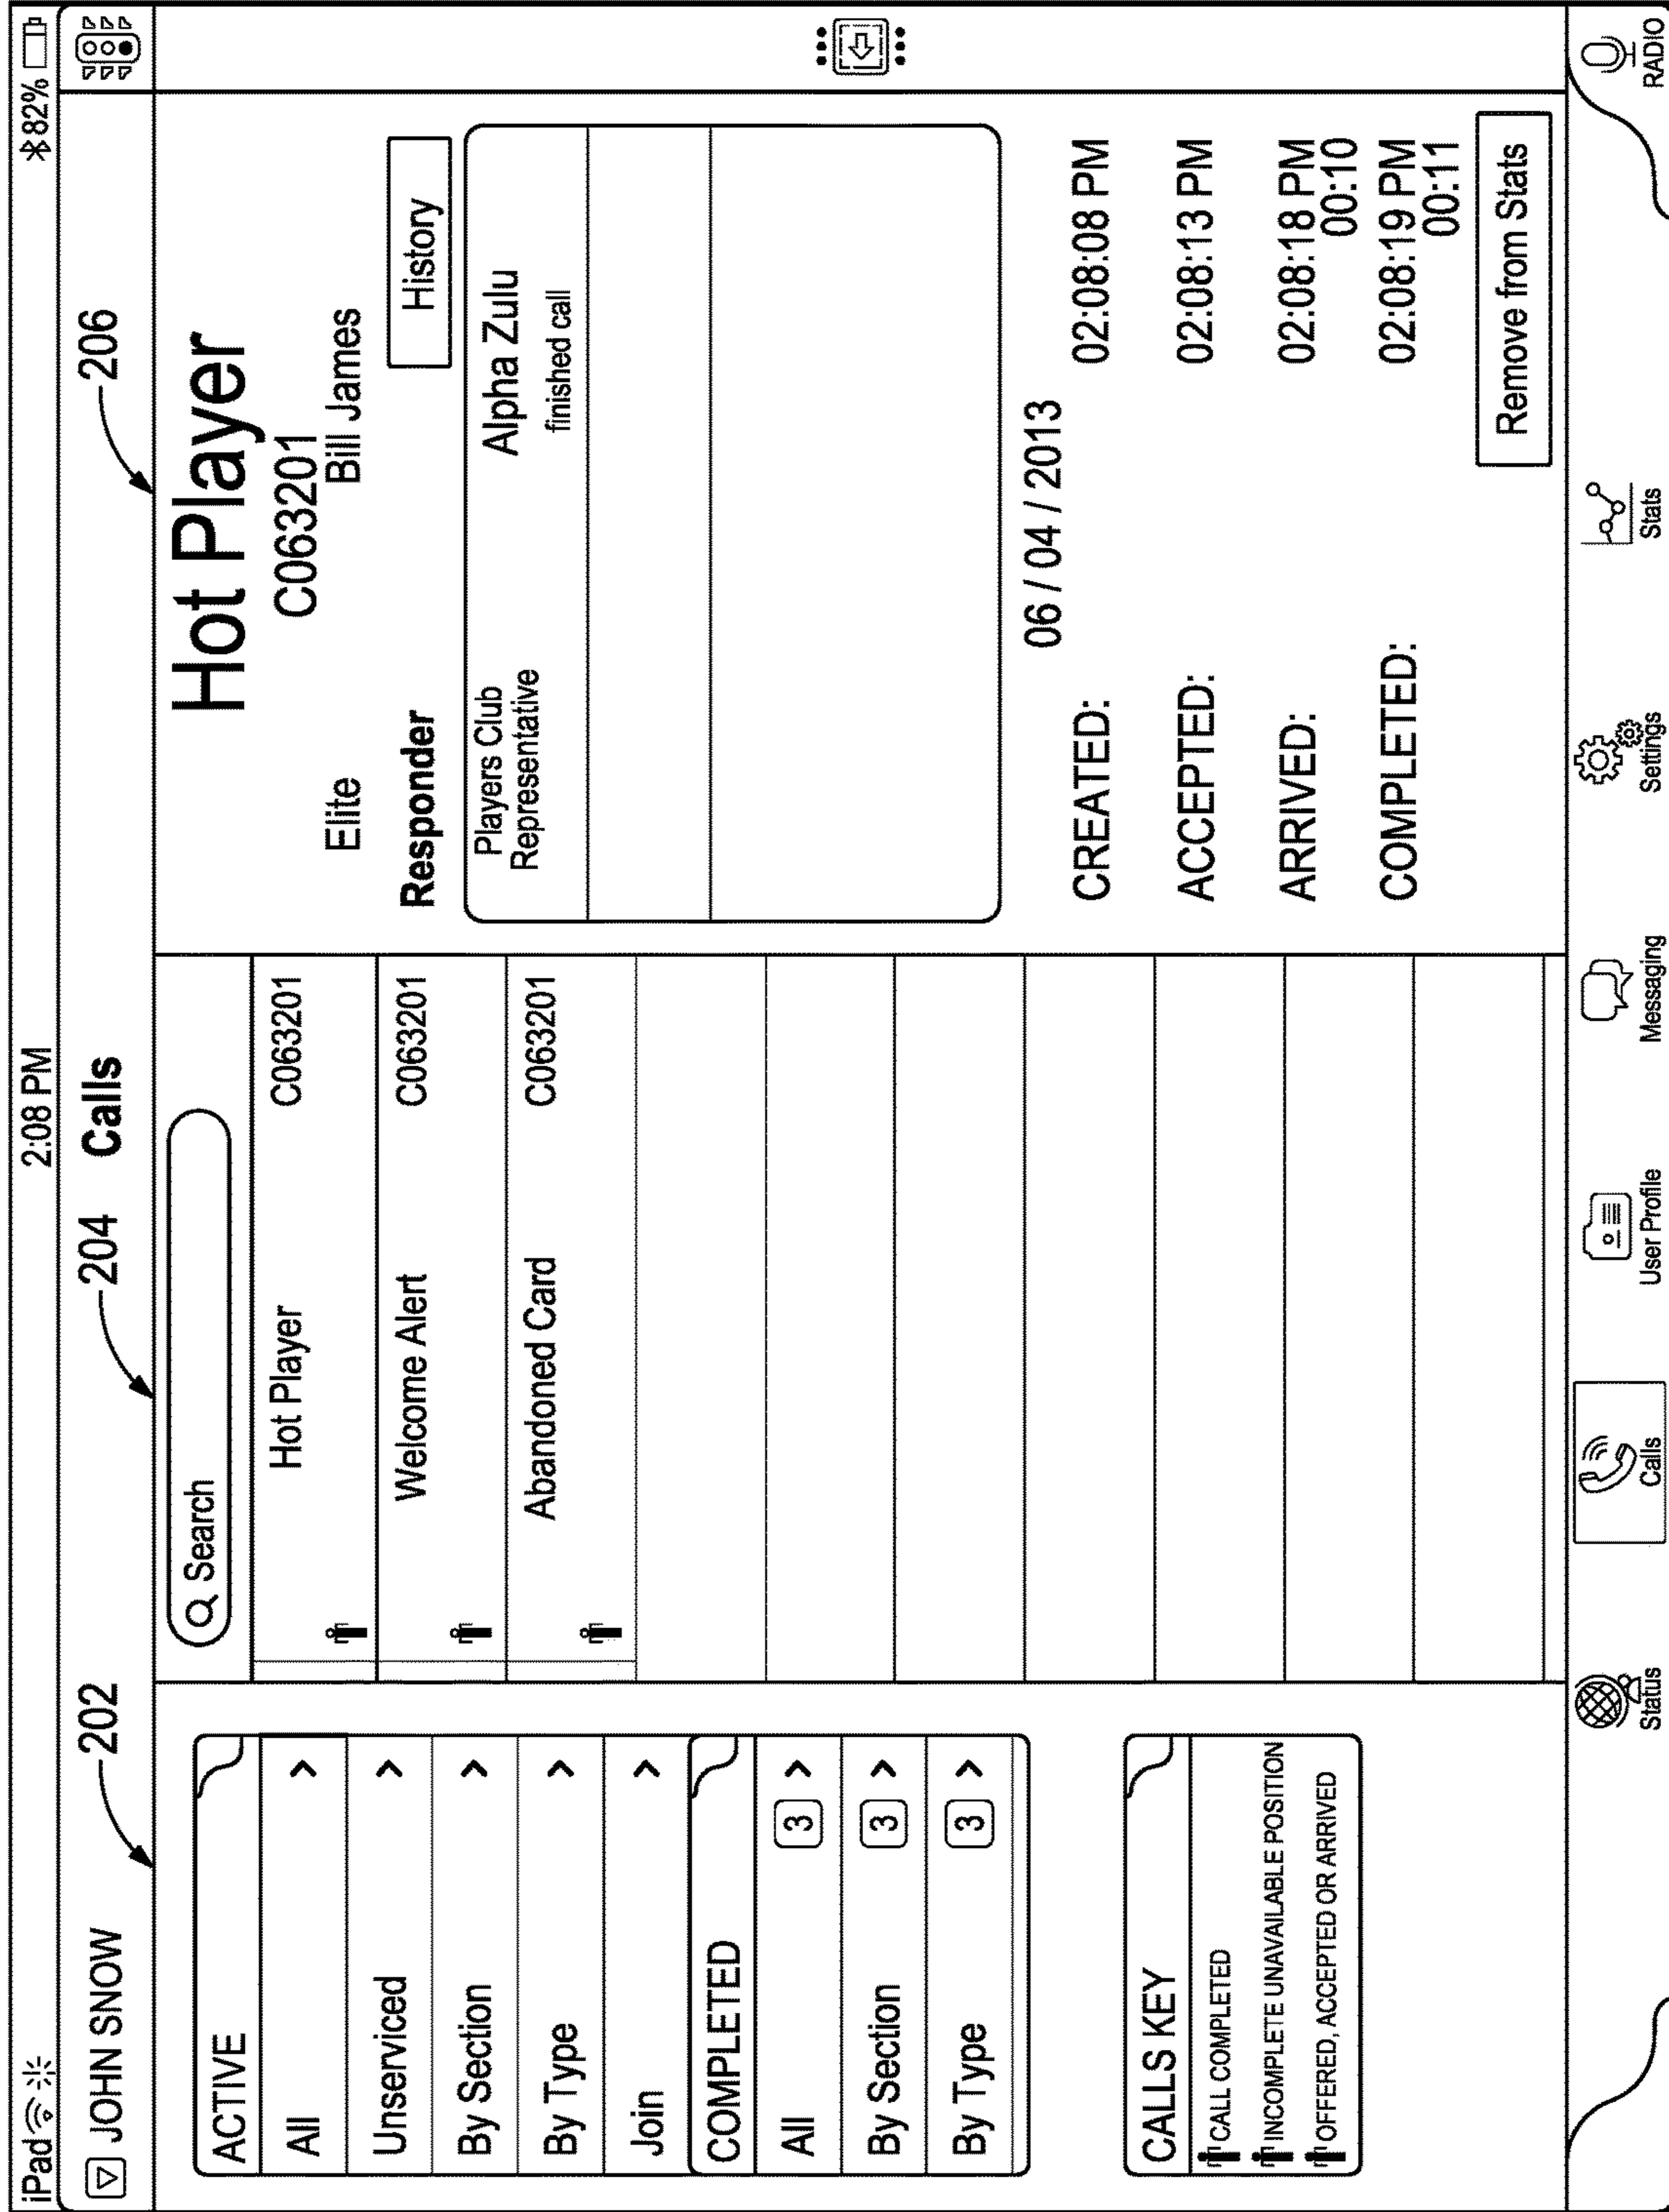 iPad 2:08 PM 82%
JOHN SNOW 202 204 Calls 206
ACTIVE
All >
Unserviced >
By Section >
By Type >
Join >
COMPLETED
All 3 >
By Section 3 >
By Type 3 >
CALLS KEY
CALL COMPLETED
INCOMPLETE UNAVAILABLE POSITION
OFFERED, ACCEPTED OR ARRIVED
Search
Hot Player C063201
Welcome Alert C063201
Abandoned Card C063201
Hot Player
C063201
Elite Bill James
Responder History
Players Club
Representative
Alpha Zulu
finished call
06 / 04 / 2013
CREATED: 02:08:08 PM
ACCEPTED: 02:08:13 PM
ARRIVED: 02:08:18 PM
00:10
COMPLETED: 02:08:19 PM
00:11
Remove from Stats
Status Calls User Profile Messaging Settings Stats RADIO